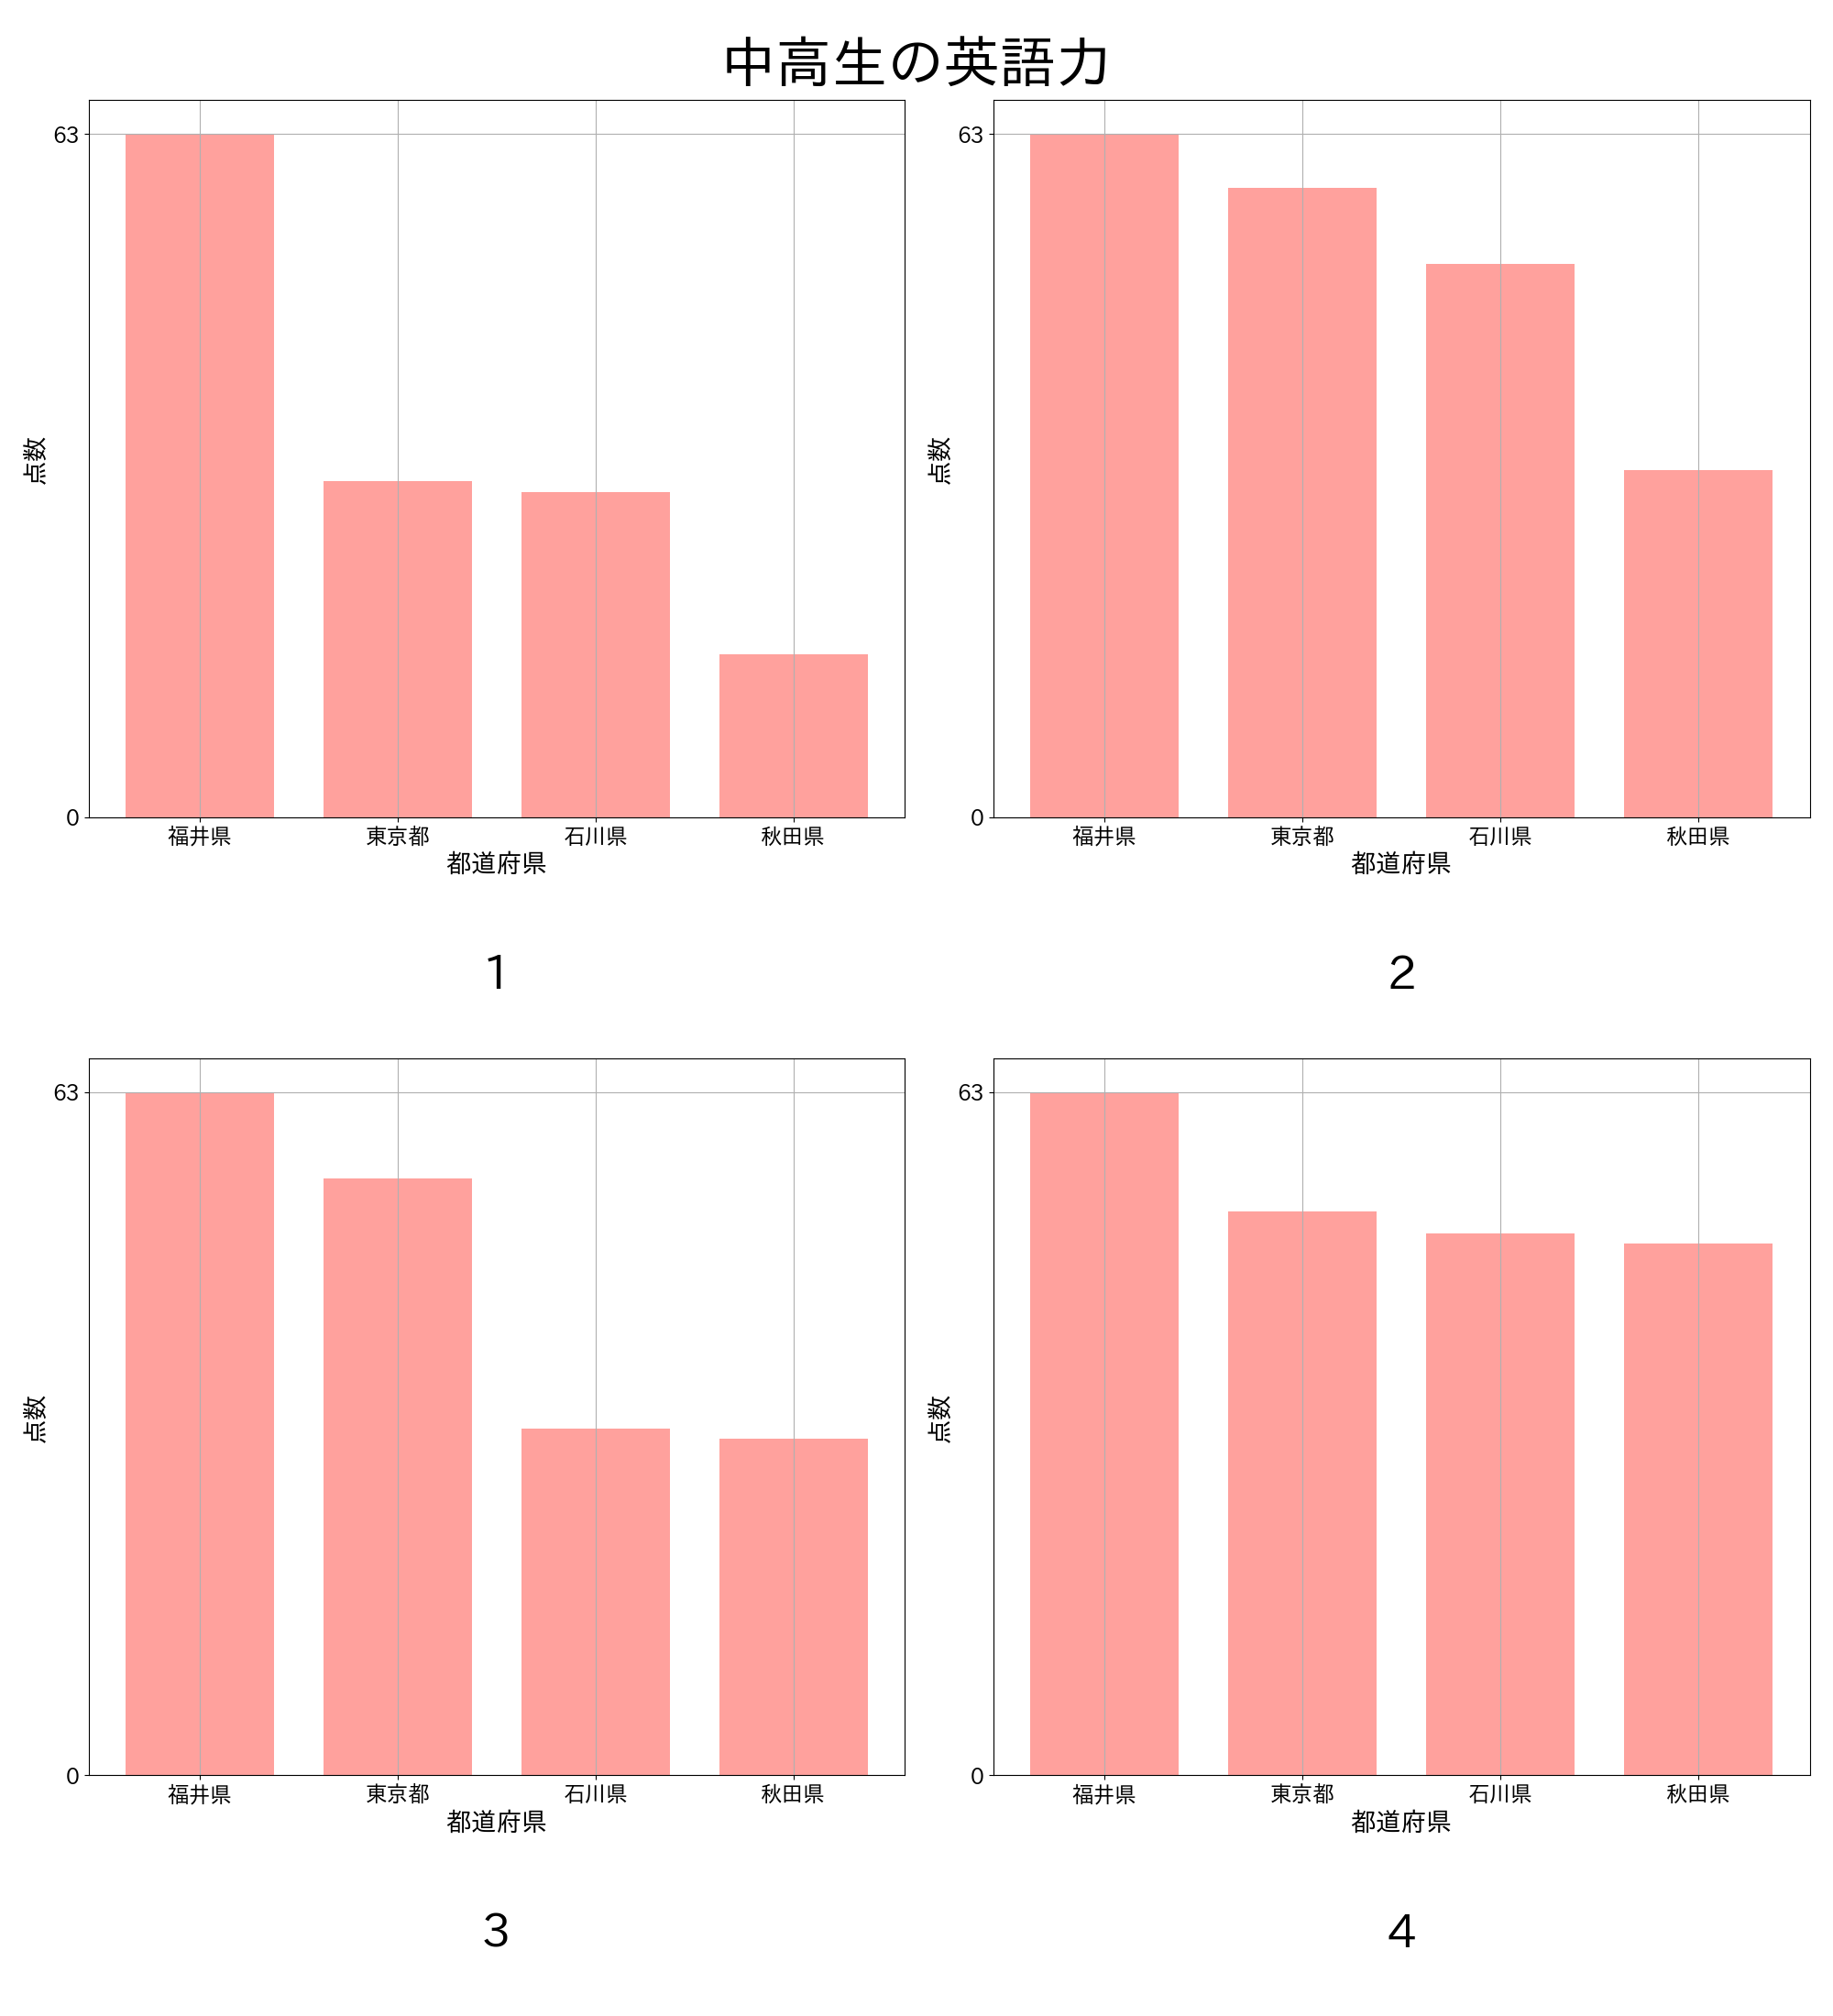 中高生の英語力
63
点数
0
福井県 東京都 石川県 秋田県
都道府県
1
63
点数
0
福井県 東京都 石川県 秋田県
都道府県
2
63
点数
0
福井県 東京都 石川県 秋田県
都道府県
3
63
点数
0
福井県 東京都 石川県 秋田県
都道府県
4